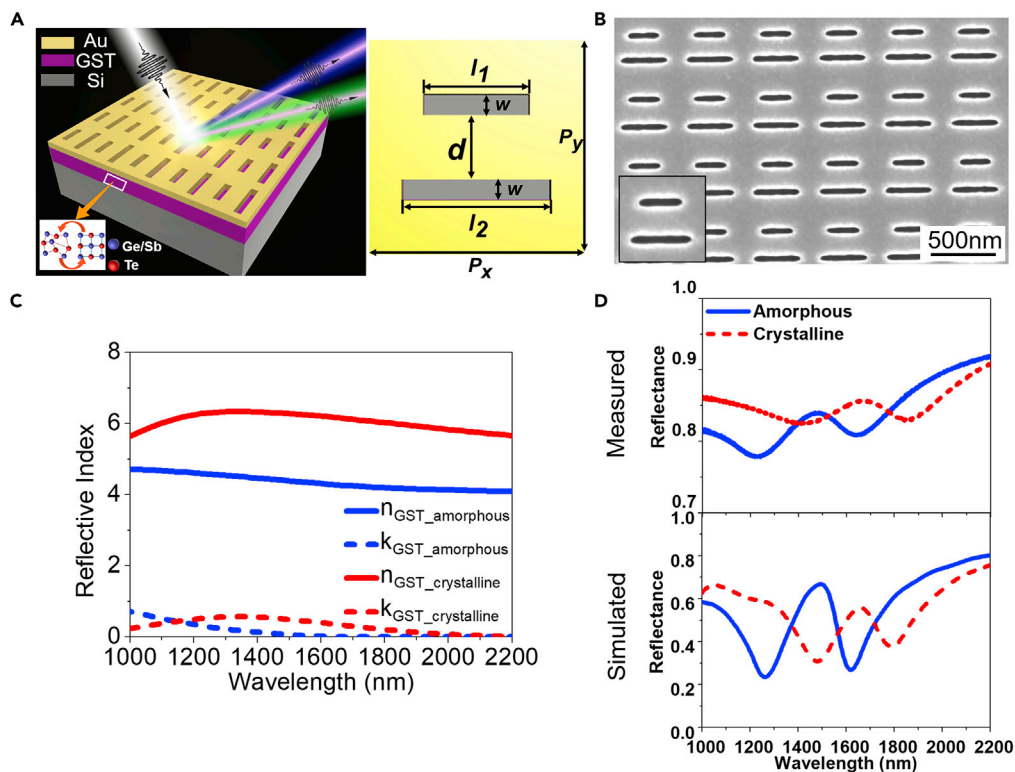 A
Au
GST
Si
Ge/Sb
Te
l1
w
d
w
l2
Py
Px
B
500nm
C
Reflective Index
8
6
4
2
0
nGST_amorphous
kGST_amorphous
nGST_crystalline
kGST_crystalline
1000 1200 1400 1600 1800 2000 2200
Wavelength (nm)
D
Measured
Reflectance
1.0
0.9
0.8
0.7
Amorphous
Crystalline
Simulated
Reflectance
1.0
0.8
0.6
0.4
0.2
0.0
1000 1200 1400 1600 1800 2000 2200
Wavelength (nm)